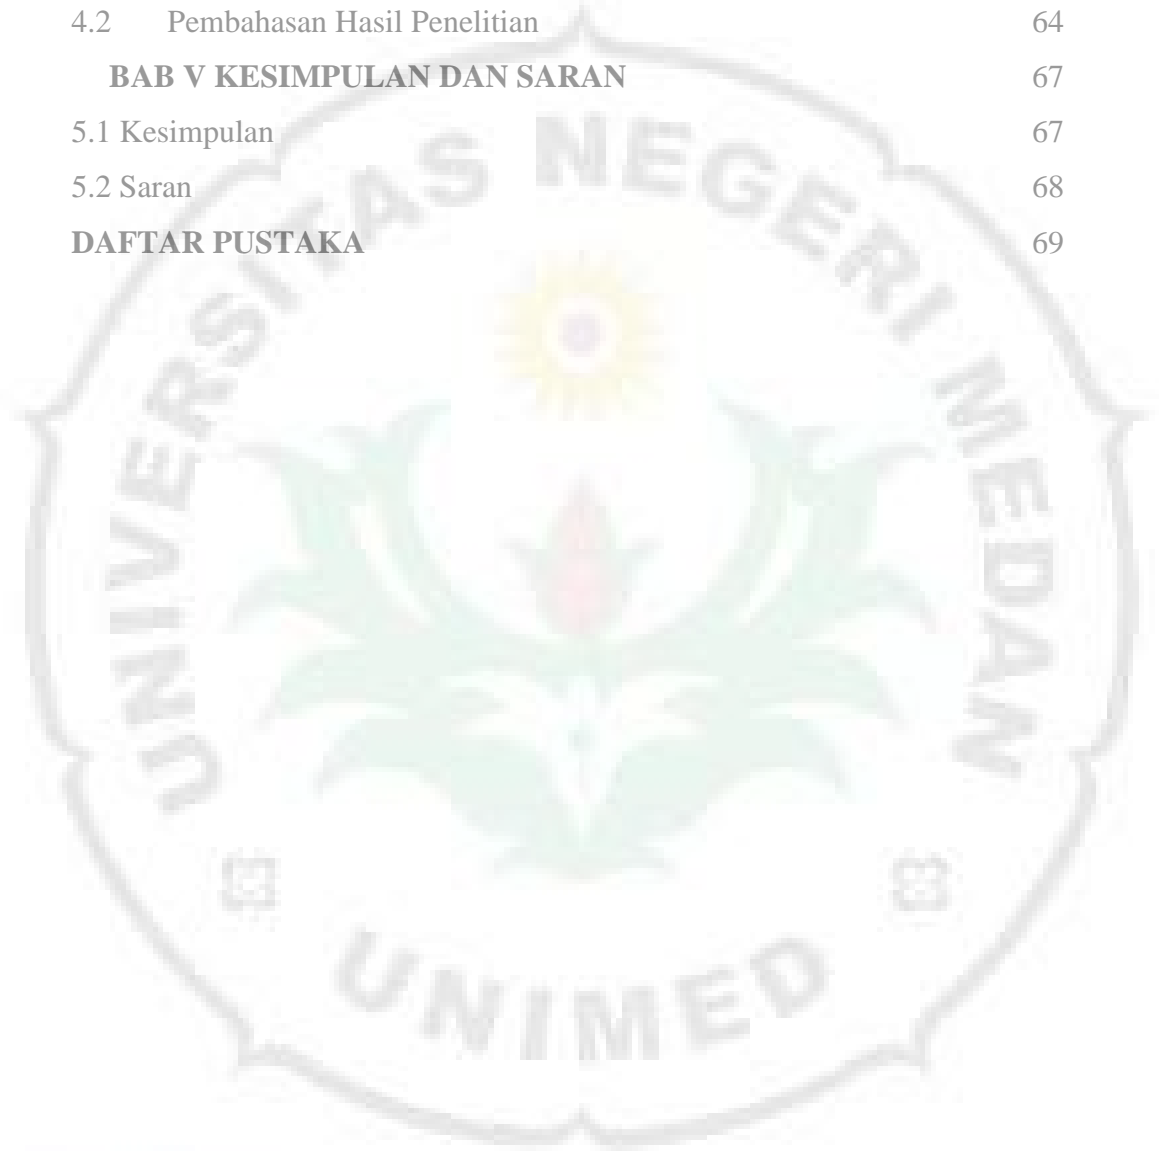 4.2 Pembahasan Hasil Penelitian 64
BAB V KESIMPULAN DAN SARAN 67
5.1 Kesimpulan 67
5.2 Saran 68
DAFTAR PUSTAKA 69
UNIVERSITAS NEGERI MEDAN
UNIMED